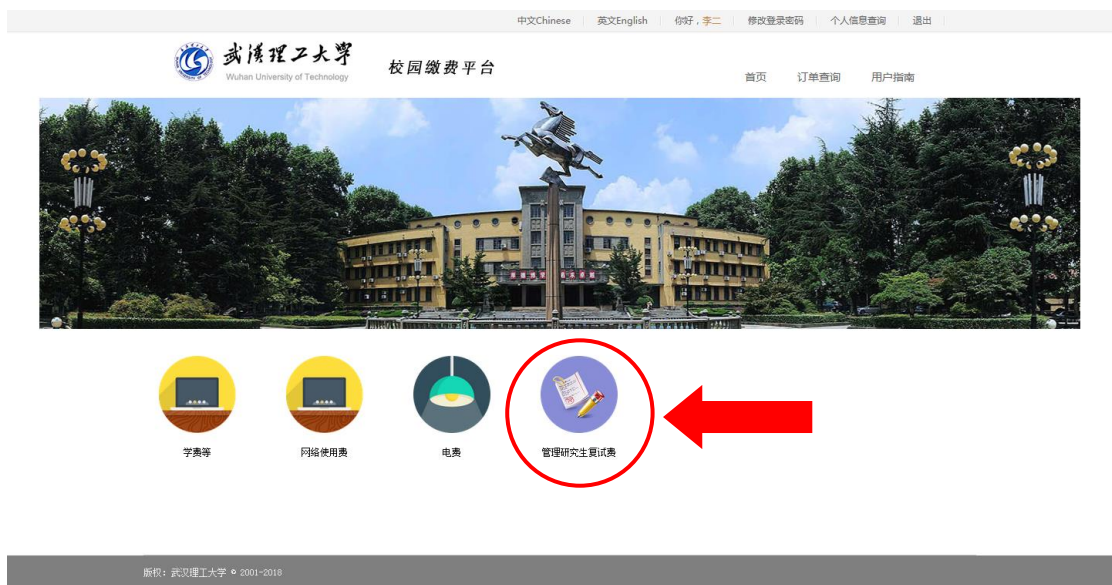 中文Chinese 英文English 你好，李二 修改登录密码 个人信息查询 退出
武漢理工大学
Wuhan University of Technology
校园缴费平台
首页 订单查询 用户指南
学费等 网络使用费 电费 管理研究生复试费
版权：武汉理工大学 © 2001-2018